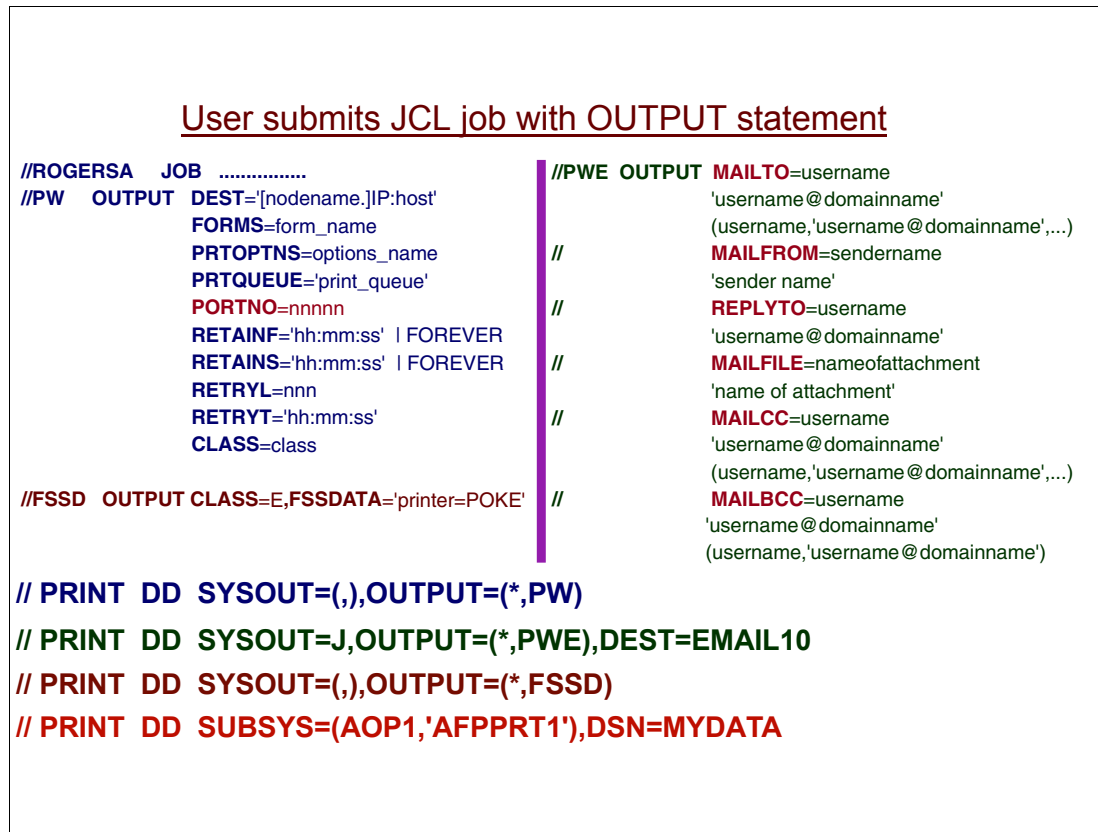 User submits JCL job with OUTPUT statement
//ROGERSA JOB ................
//PW OUTPUT DEST='[nodename.]IP:host'
FORMS=form_name
PRTOPTNS=options_name
PRTQUEUE='print_queue'
PORTNO=nnnnn
RETAINF='hh:mm:ss' | FOREVER
RETAINS='hh:mm:ss' | FOREVER
RETRYL=nnn
RETRYT='hh:mm:ss'
CLASS=class
//FSSD OUTPUT CLASS=E,FSSDATA='printer=POKE'
//PWE OUTPUT MAILTO=username
'username@domainname'
(username,'username@domainname',...)
// MAILFROM=sendername
'sender name'
// REPLYTO=username
'username@domainname'
// MAILFILE=nameofattachment
'name of attachment'
// MAILCC=username
'username@domainname'
(username,'username@domainname',...)
// MAILBCC=username
'username@domainname'
(username,'username@domainname')
// PRINT DD SYSOUT=(,),OUTPUT=(*,PW)
// PRINT DD SYSOUT=J,OUTPUT=(*,PWE),DEST=EMAIL10
// PRINT DD SYSOUT=(,),OUTPUT=(*,FSSD)
// PRINT DD SUBSYS=(AOP1,'AFPPRT1'),DSN=MYDATA